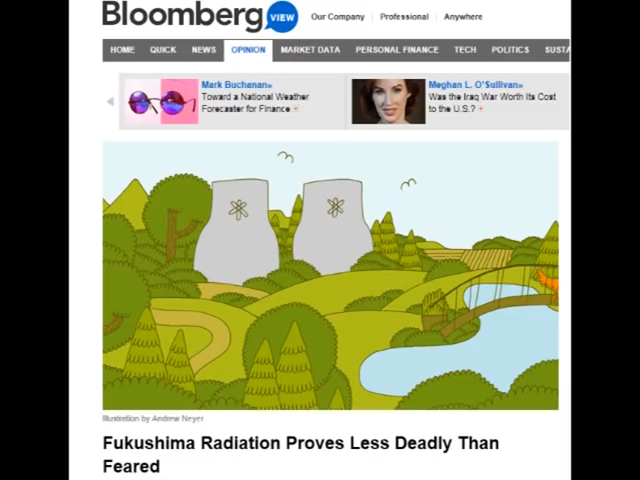 Bloomberg VIEW Our Company Professional Anywhere
HOME QUICK NEWS OPINION MARKET DATA PERSONAL FINANCE TECH POLITICS SUSTA
Mark Buchanan»
Toward a National Weather
Forecaster for Finance +
Meghan L. O'Sullivan»
Was the Iraq War Worth Its Cost
to the U.S.? +
Illustration by Andrew Neyer
Fukushima Radiation Proves Less Deadly Than
Feared